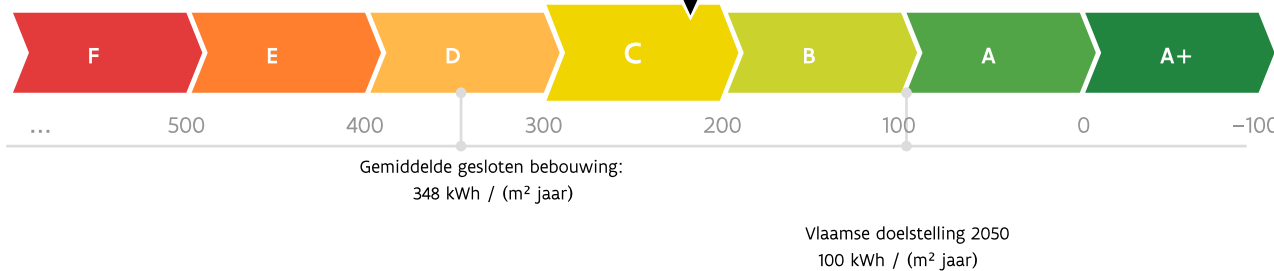 F E D C B A A+
... 500 400 300 200 100 0 −100
Gemiddelde gesloten bebouwing:
348 kWh / (m² jaar)
Vlaamse doelstelling 2050
100 kWh / (m² jaar)